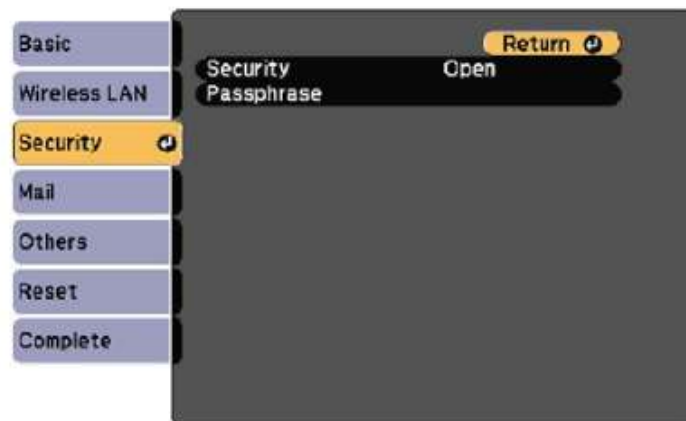 Basic
Wireless LAN
Security
Mail
Others
Reset
Complete
Return
Security Open
Passphrase